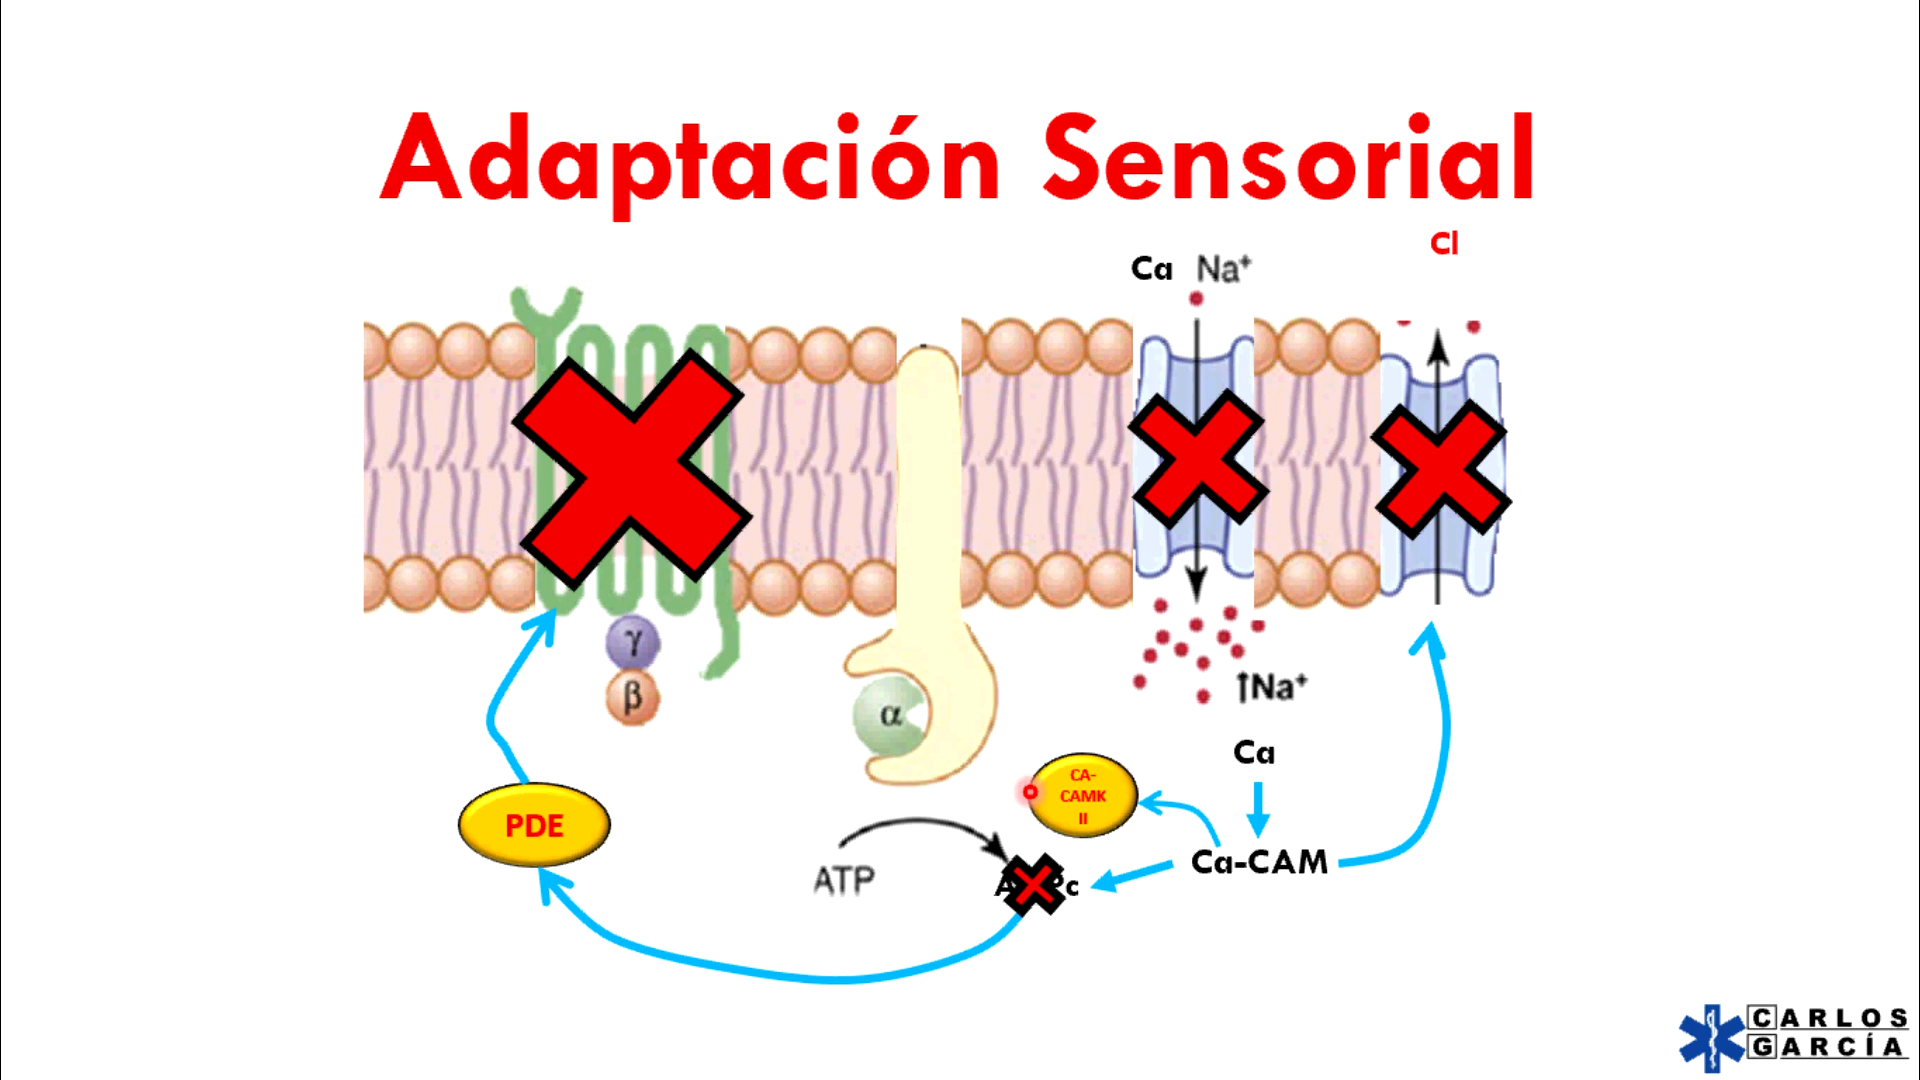 Adaptación Sensorial
Cl
Ca Na⁺
γ
β
α
↑Na⁺
Ca
CA-
CAMK
II
PDE
Ca-CAM
ATP
CARLOS
GARCÍA